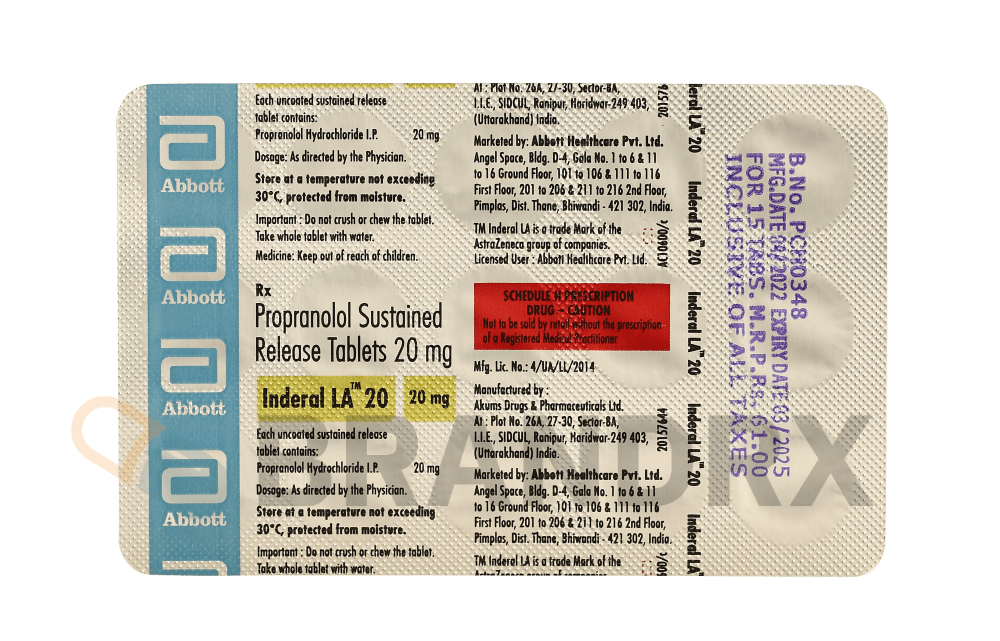 Abbott
Abbott
Abbott
Abbott
Each uncoated sustained release
tablet contains:
Propranolol Hydrochloride I.P. 20 mg
Dosage: As directed by the Physician.
Store at a temperature not exceeding
30°C, protected from moisture.
Important : Do not crush or chew the tablet.
Take whole tablet with water.
Medicine: Keep out of reach of children.
Rx
Propranolol Sustained
Release Tablets 20 mg
Inderal LA™ 20 20 mg
Each uncoated sustained release
tablet contains:
Propranolol Hydrochloride I.P. 20 mg
Dosage: As directed by the Physician.
Store at a temperature not exceeding
30°C, protected from moisture.
Important : Do not crush or chew the tablet.
Take whole tablet with water.
At : Plot No. 26A, 27-30, Sector-8A,
I.I.E., SIDCUL, Ranipur, Haridwar-249 403,
(Uttarakhand) India.
Marketed by: Abbott Healthcare Pvt. Ltd.
Angel Space, Bldg. D-4, Gala No. 1 to 6 & 11
to 16 Ground Floor, 101 to 106 & 111 to 116
First Floor, 201 to 206 & 211 to 216 2nd Floor,
Pimplas, Dist. Thane, Bhiwandi - 421 302, India.
TM Inderal LA is a trade Mark of the
AstraZeneca group of companies.
Licensed User : Abbott Healthcare Pvt. Ltd.
SCHEDULE H PRESCRIPTION
DRUG - CAUTION
Not to be sold by retail without the prescription
of a Registered Medical Practitioner
Mfg. Lic. No.: 4/UA/LL/2014
Manufactured by :
Akums Drugs & Pharmaceuticals Ltd.
At : Plot No. 26A, 27-30, Sector-8A,
I.I.E., SIDCUL, Ranipur, Haridwar-249 403,
(Uttarakhand) India.
Marketed by: Abbott Healthcare Pvt. Ltd.
Angel Space, Bldg. D-4, Gala No. 1 to 6 & 11
to 16 Ground Floor, 101 to 106 & 111 to 116
First Floor, 201 to 206 & 211 to 216 2nd Floor,
Pimplas, Dist. Thane, Bhiwandi - 421 302, India.
TM Inderal LA is a trade Mark of the
AstraZeneca group of companies.
20157944
Inderal LA™ 20
Inderal LA™ 20
Inderal LA™ 20
Inderal LA™ 20
Inderal LA™
B.No. PCH0348
MFG.DATE 04/2022 EXPIRY DATE 03/2025
FOR 15 TABS. M.R.P.Rs. 61.00
INCLUSIVE OF ALL TAXES
BRANDRX